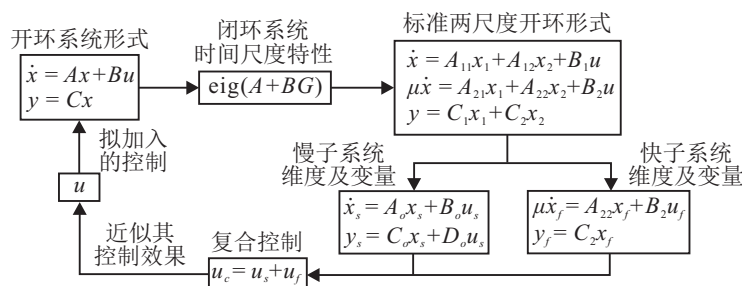 开环系统形式
ẋ = Ax+Bu
y = Cx
闭环系统
时间尺度特性
eig(A+BG)
标准两尺度开环形式
ẋ = A₁₁x₁+A₁₂x₂+B₁u
μẋ = A₂₁x₁+A₂₂x₂+B₂u
y = C₁x₁+C₂x₂
慢子系统
维度及变量
ẋₛ = Aₒxₛ+Bₒuₛ
yₛ = Cₒxₛ+Dₒuₛ
快子系统
维度及变量
μẋ_f = A₂₂x_f+B₂u_f
y_f = C₂x_f
复合控制
u_c = uₛ+u_f
近似其
控制效果
u
拟加入
的控制